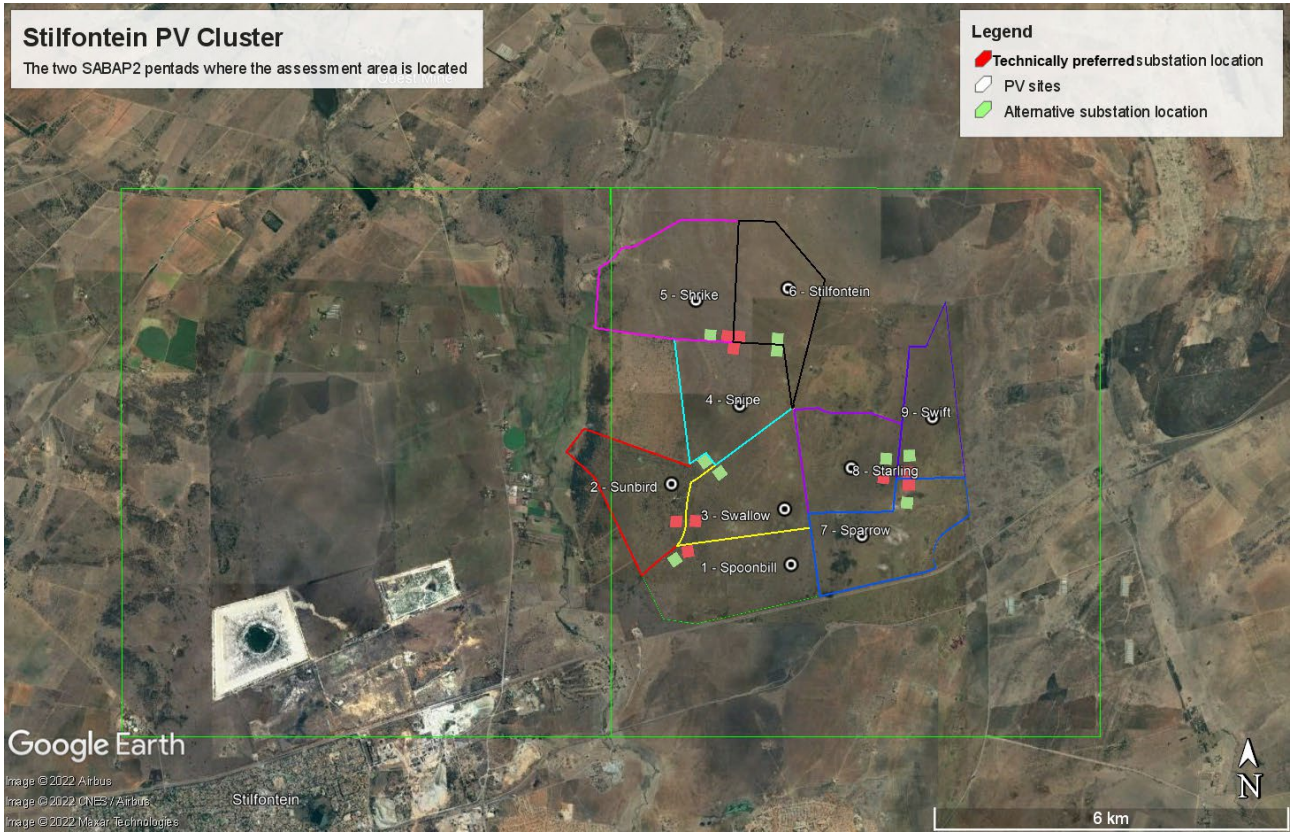 Stilfontein PV Cluster
The two SABAP2 pentads where the assessment area is located
Legend
Technically preferred substation location
PV sites
Alternative substation location
5 - Shrike
6 - Stilfontein
4 - Snipe
9 - Swift
8 - Starling
2 - Sunbird
3 - Swallow
7 - Sparrow
1 - Spoonbill
Google Earth
Image © 2022 Airbus
Image © 2022 CNES / Airbus
Image © 2022 Maxar Technologies
Stilfontein
N
6 km